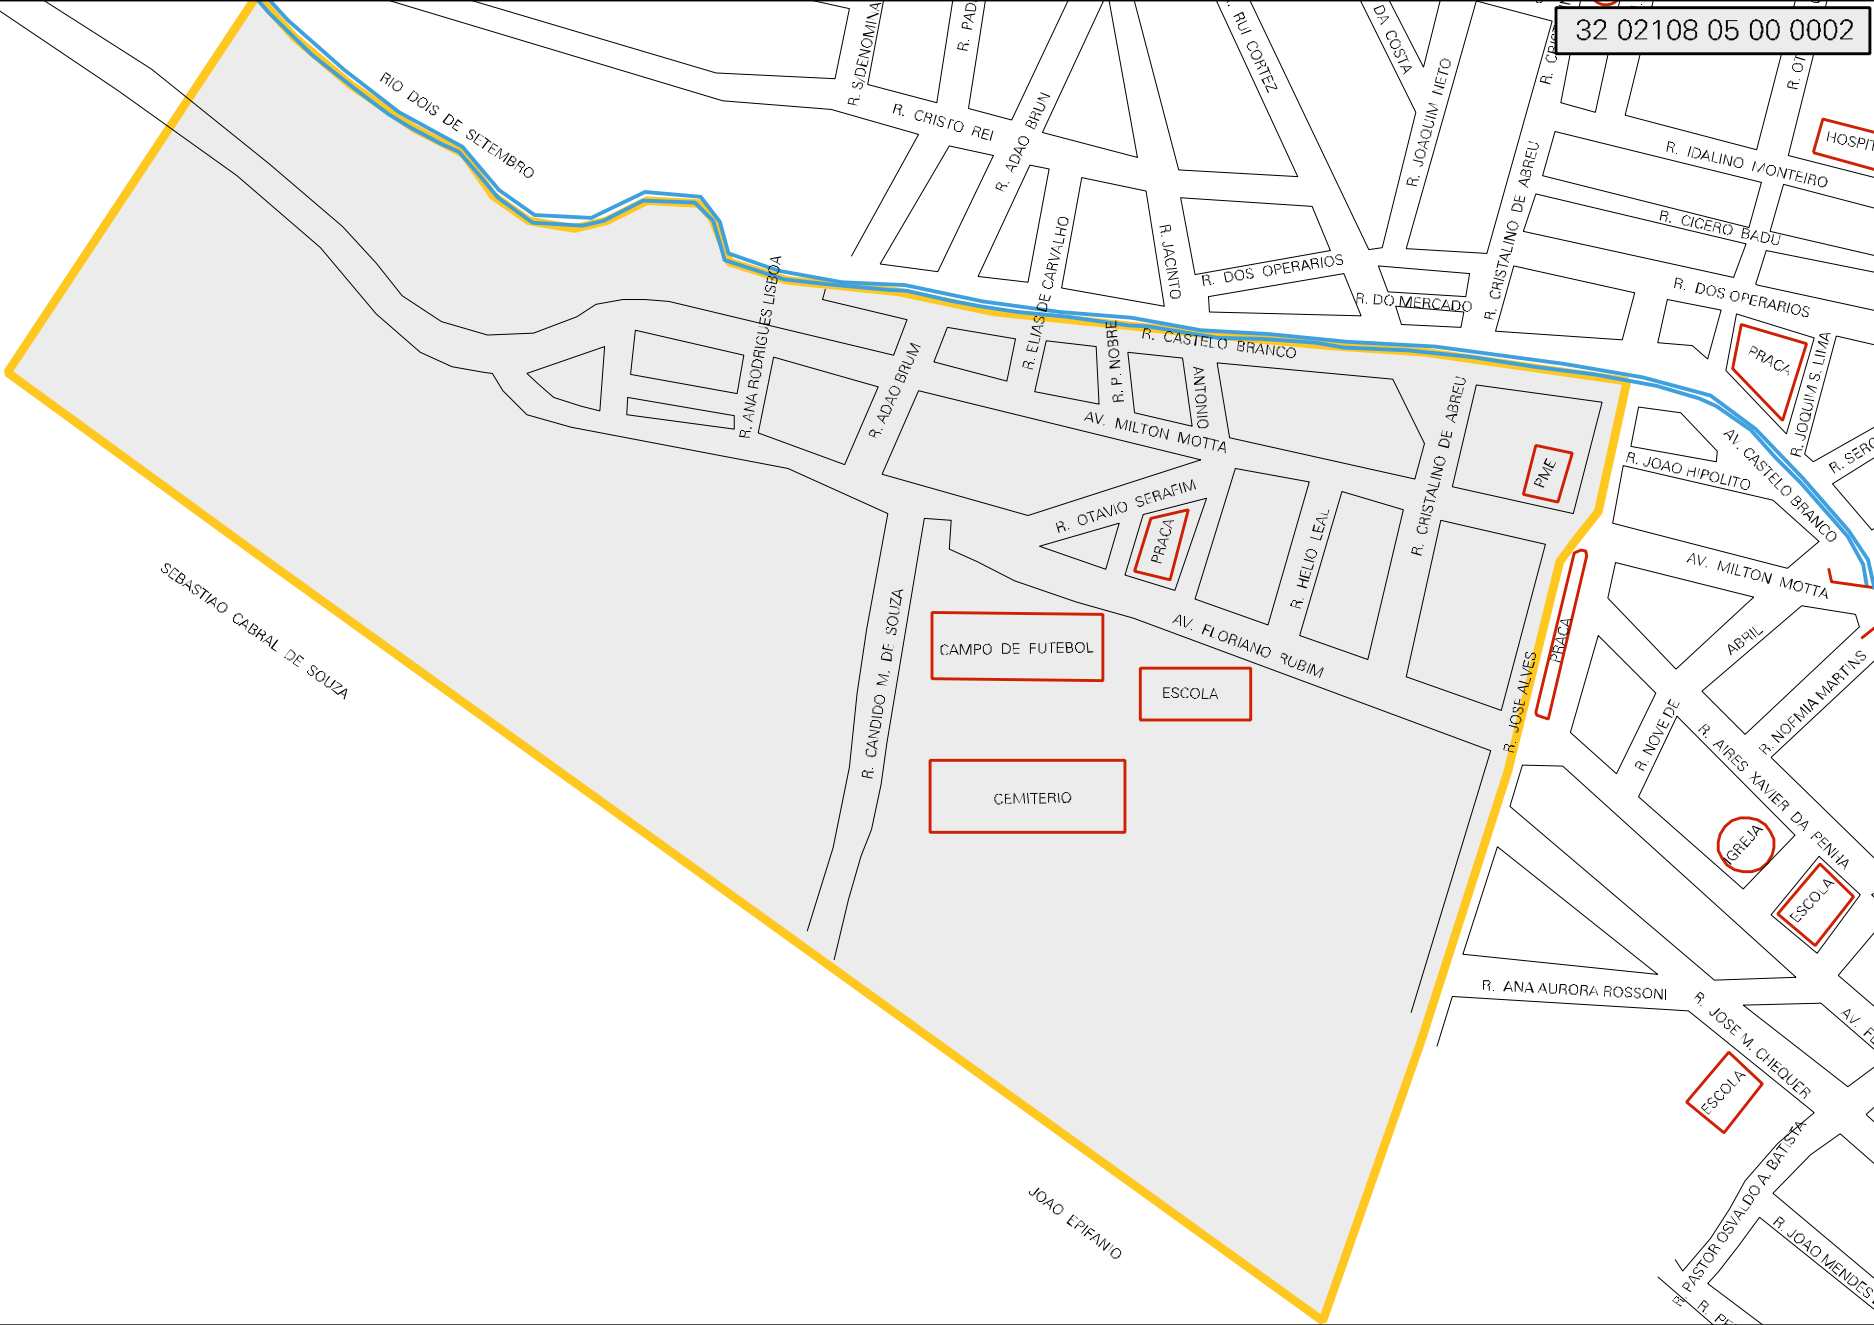 32 02108 05 00 0002
RIO DOIS DE SETEMBRO
R. S/DENOMINA
R. CRISTO REI
R. ADAO BRUN
R. RUI CORTEZ
DA COSTA
R. JOAQUIM NETO
R. CRISTALINO DE ABREU
R. IDALINO MONTEIRO
R. CICERO BADU
R. DOS OPERARIOS
PRACA
R. JOQUIM S. LIMA
R. JACINTO
R. DOS OPERARIOS
R. DO MERCADO
R. ELIAS DE CARVALHO
R. ANA RODRIGUES LISBOA
R. ADAO BRUM
R. P. NOBRE
ANTONIO
R. CASTELO BRANCO
AV. MILTON MOTTA
R. CRISTALINO DE ABREU
PME
R. JOAO HIPOLITO
AV. CASTELO BRANCO
AV. MILTON MOTTA
R. OTAVIO SERAFIM
PRACA
R. HELIO LEAL
AV. FLORIANO RUBIM
R. JOSE ALVES
PRACA
ABRIL
R. NOVE DE
R. NOEMIA MARTINS
R. AIRES XAVIER DA PENHA
IGREJA
ESCOLA
SEBASTIAO CABRAL DE SOUZA
R. CANDIDO M. DE SOUZA
CAMPO DE FUTEBOL
ESCOLA
CEMITERIO
R. ANA AURORA ROSSONI
R. JOSE M. CHEQUER
ESCOLA
R. PASTOR OSVALDO A. BATISTA
R. JOAO MENDES
JOAO EPIFANIO